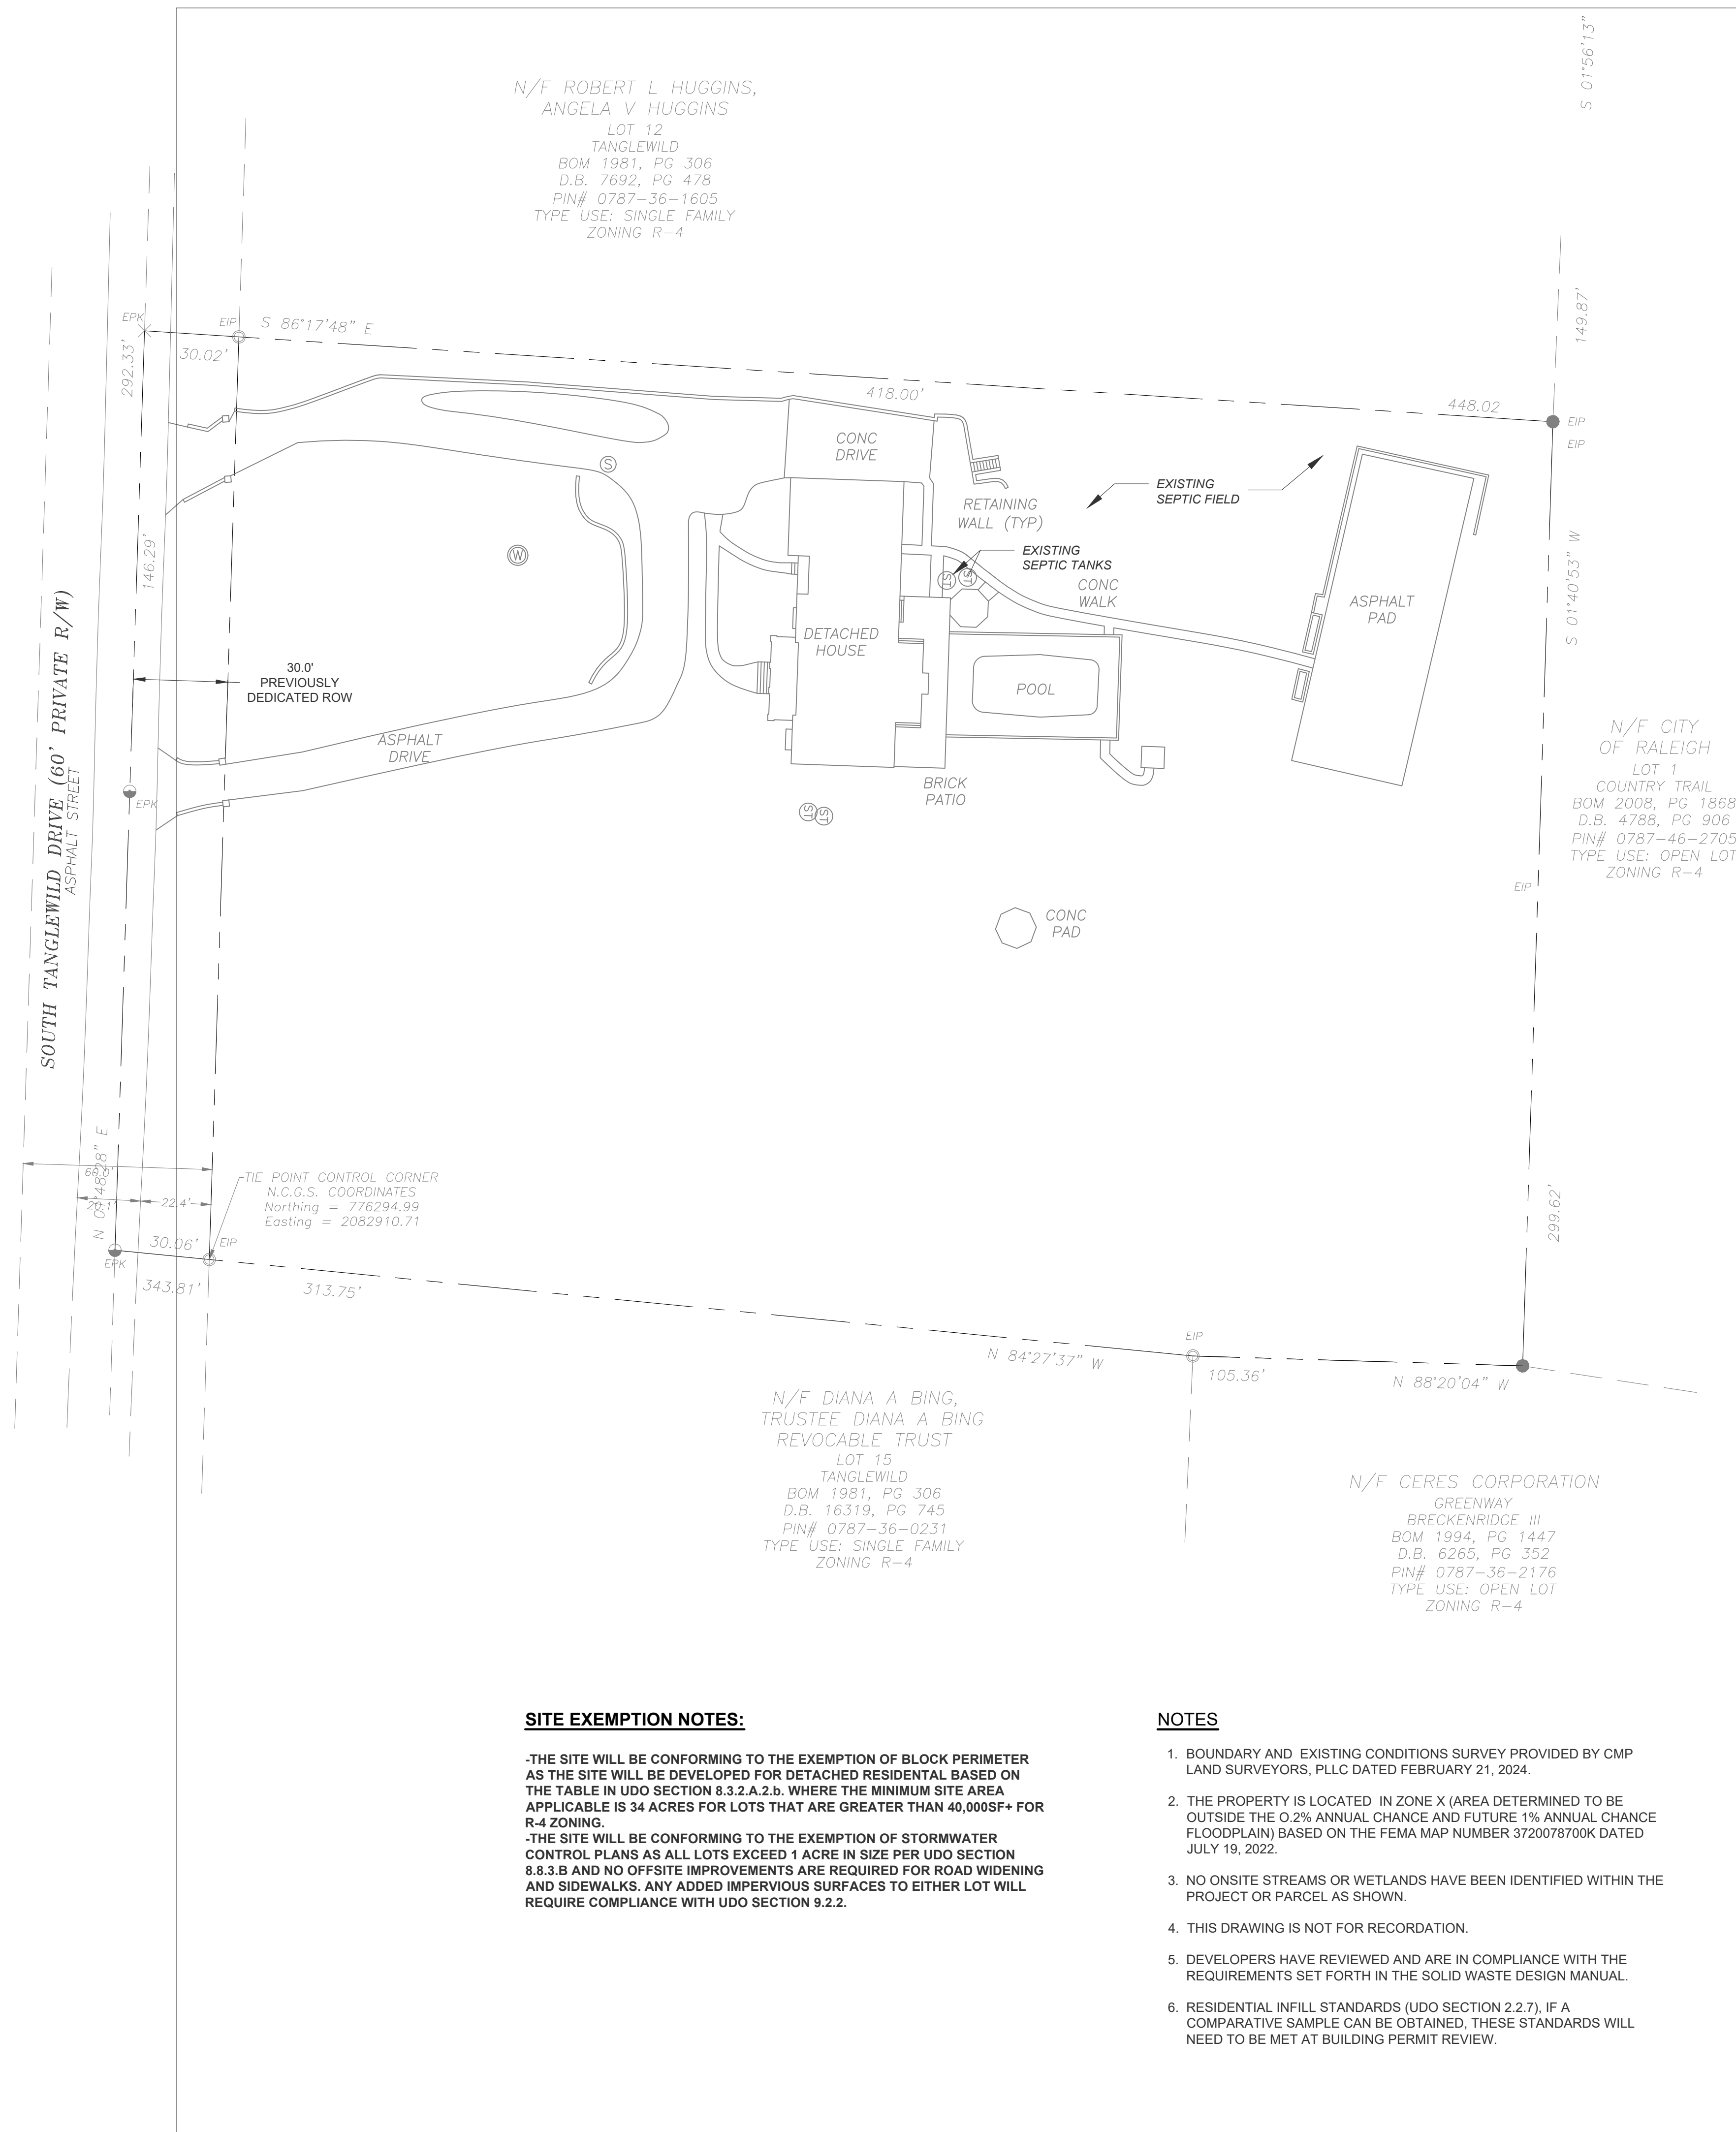 S 01°56'13" 
N/F ROBERT L HUGGINS,
ANGELA V HUGGINS
LOT 12
TANGLEWILD
BOM 1981, PG 306
D.B. 7692, PG 478
PIN# 0787-36-1605
TYPE USE: SINGLE FAMILY
ZONING R-4
149.87'
EPK
EIP
S 86°17'48" E
30.02'
292.33'
418.00'
448.02
EIP
EIP
CONC
DRIVE
S
EXISTING
SEPTIC FIELD
RETAINING
WALL (TYP)
W
EXISTING
SEPTIC TANKS
ST
ST
CONC
WALK
146.29'
S 01°40'53" W
ASPHALT
PAD
DETACHED
HOUSE
POOL
30.0'
PREVIOUSLY
DEDICATED ROW
SOUTH TANGLEWILD DRIVE (60' PRIVATE R/W)
ASPHALT STREET
ASPHALT
DRIVE
EPK
BRICK
PATIO
ST
ST
N/F CITY
OF RALEIGH
LOT 1
COUNTRY TRAIL
BOM 2008, PG 1868
D.B. 4788, PG 906
PIN# 0787-46-2705
TYPE USE: OPEN LOT
ZONING R-4
EIP
CONC
PAD
60.0'
20.1'
22.4'
TIE POINT CONTROL CORNER
N.C.G.S. COORDINATES
Northing = 776294.99
Easting = 2082910.71
299.62'
30.06'
EIP
EPK
343.81'
313.75'
EIP
N 84°27'37" W
105.36'
N 88°20'04" W
N/F DIANA A BING,
TRUSTEE DIANA A BING
REVOCABLE TRUST
LOT 15
TANGLEWILD
BOM 1981, PG 306
D.B. 16319, PG 745
PIN# 0787-36-0231
TYPE USE: SINGLE FAMILY
ZONING R-4
N/F CERES CORPORATION
GREENWAY
BRECKENRIDGE III
BOM 1994, PG 1447
D.B. 6265, PG 352
PIN# 0787-36-2176
TYPE USE: OPEN LOT
ZONING R-4
SITE EXEMPTION NOTES:
-THE SITE WILL BE CONFORMING TO THE EXEMPTION OF BLOCK PERIMETER
AS THE SITE WILL BE DEVELOPED FOR DETACHED RESIDENTAL BASED ON
THE TABLE IN UDO SECTION 8.3.2.A.2.b. WHERE THE MINIMUM SITE AREA
APPLICABLE IS 34 ACRES FOR LOTS THAT ARE GREATER THAN 40,000SF+ FOR
R-4 ZONING.
-THE SITE WILL BE CONFORMING TO THE EXEMPTION OF STORMWATER
CONTROL PLANS AS ALL LOTS EXCEED 1 ACRE IN SIZE PER UDO SECTION
8.8.3.B AND NO OFFSITE IMPROVEMENTS ARE REQUIRED FOR ROAD WIDENING
AND SIDEWALKS. ANY ADDED IMPERVIOUS SURFACES TO EITHER LOT WILL
REQUIRE COMPLIANCE WITH UDO SECTION 9.2.2.
NOTES
1. BOUNDARY AND EXISTING CONDITIONS SURVEY PROVIDED BY CMP
LAND SURVEYORS, PLLC DATED FEBRUARY 21, 2024.
2. THE PROPERTY IS LOCATED IN ZONE X (AREA DETERMINED TO BE
OUTSIDE THE O.2% ANNUAL CHANCE AND FUTURE 1% ANNUAL CHANCE
FLOODPLAIN) BASED ON THE FEMA MAP NUMBER 3720078700K DATED
JULY 19, 2022.
3. NO ONSITE STREAMS OR WETLANDS HAVE BEEN IDENTIFIED WITHIN THE
PROJECT OR PARCEL AS SHOWN.
4. THIS DRAWING IS NOT FOR RECORDATION.
5. DEVELOPERS HAVE REVIEWED AND ARE IN COMPLIANCE WITH THE
REQUIREMENTS SET FORTH IN THE SOLID WASTE DESIGN MANUAL.
6. RESIDENTIAL INFILL STANDARDS (UDO SECTION 2.2.7), IF A
COMPARATIVE SAMPLE CAN BE OBTAINED, THESE STANDARDS WILL
NEED TO BE MET AT BUILDING PERMIT REVIEW.